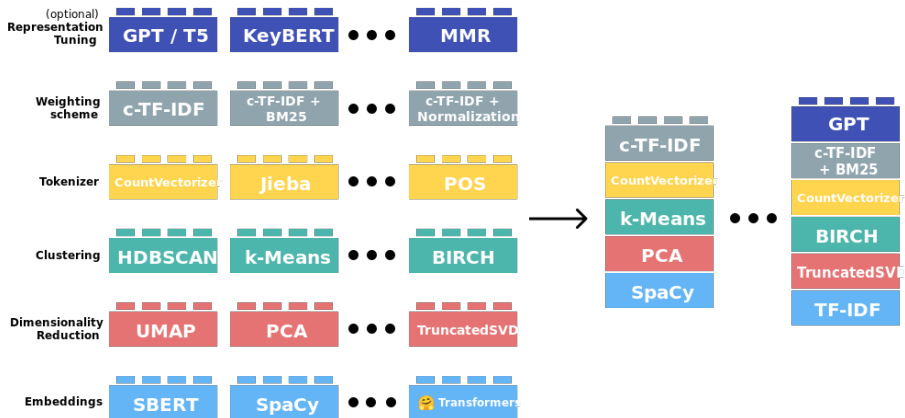 (optional)
Representation
Tuning
GPT / T5
KeyBERT
MMR
Weighting
scheme
c-TF-IDF
c-TF-IDF +
BM25
c-TF-IDF +
Normalization
Tokenizer
CountVectorizer
Jieba
POS
Clustering
HDBSCAN
k-Means
BIRCH
Dimensionality
Reduction
UMAP
PCA
TruncatedSVD
Embeddings
SBERT
SpaCy
🤗 Transformers
c-TF-IDF
CountVectorizer
k-Means
PCA
SpaCy
GPT
c-TF-IDF
+ BM25
CountVectorizer
BIRCH
TruncatedSVD
TF-IDF